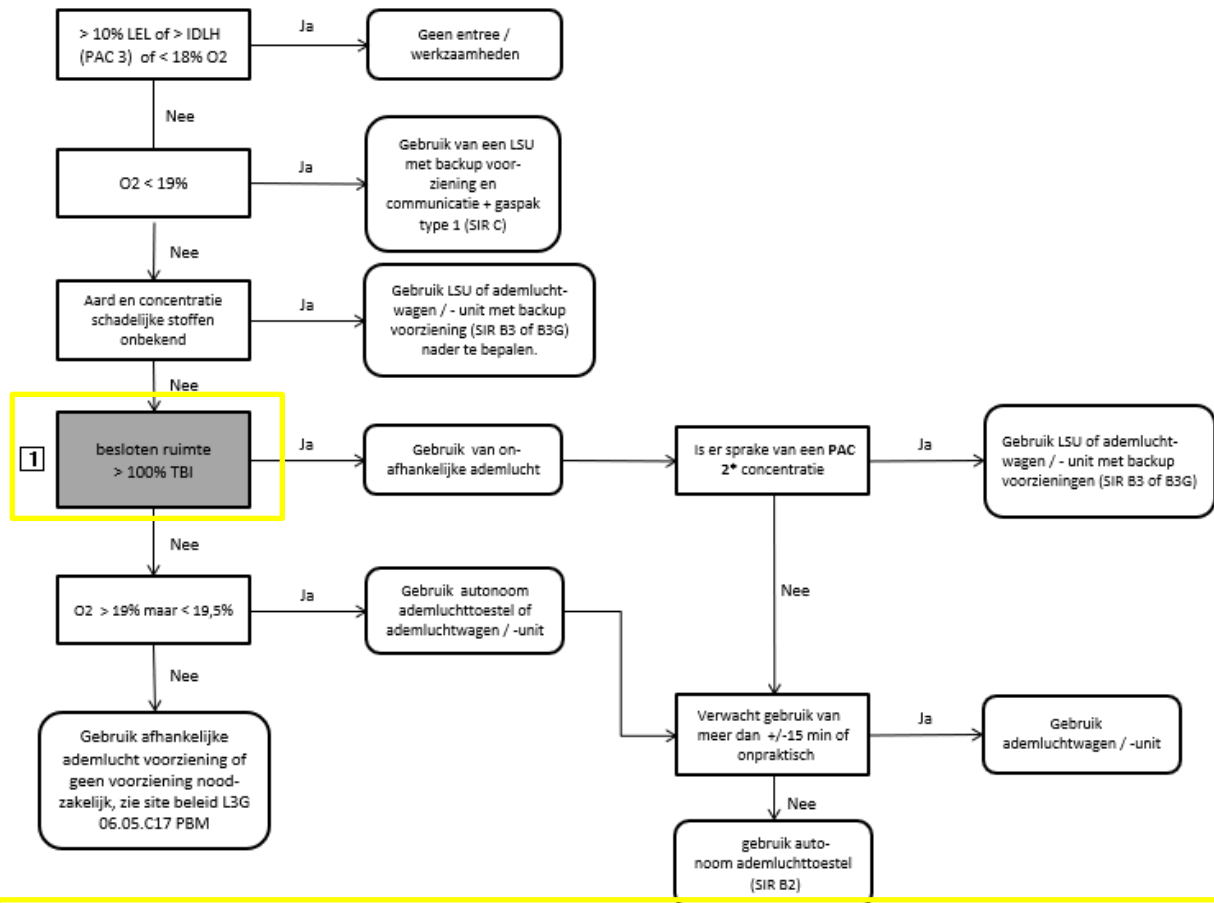 > 10% LEL of > IDLH
(PAC 3) of < 18% O2
Ja
Geen entree /
werkzaamheden
Nee
O2 < 19%
Ja
Gebruik van een LSU
met backup voor-
ziening en
communicatie + gaspak
type 1 (SIR C)
Nee
Aard en concentratie
schadelijke stoffen
onbekend
Ja
Gebruik LSU of ademlucht-
wagen / - unit met backup
voorziening (SIR B3 of B3G)
nader te bepalen.
Nee
1
besloten ruimte
> 100% TBI
Ja
Gebruik van on-
afhankelijke ademlucht
Is er sprake van een PAC
2* concentratie
Ja
Gebruik LSU of ademlucht-
wagen / - unit met backup
voorzieningen (SIR B3 of B3G)
Nee
Nee
O2 > 19% maar < 19,5%
Ja
Gebruik autonoom
ademluchttoestel of
ademluchtwagen / -unit
Nee
Gebruik afhankelijke
ademlucht voorziening of
geen voorziening nood-
zakelijk, zie site beleid L3G
06.05.C17 PBM
Verwacht gebruik van
meer dan +/-15 min of
onpraktisch
Ja
Gebruik
ademluchtwagen / -unit
Nee
gebruik auto-
noom ademluchttoestel
(SIR B2)